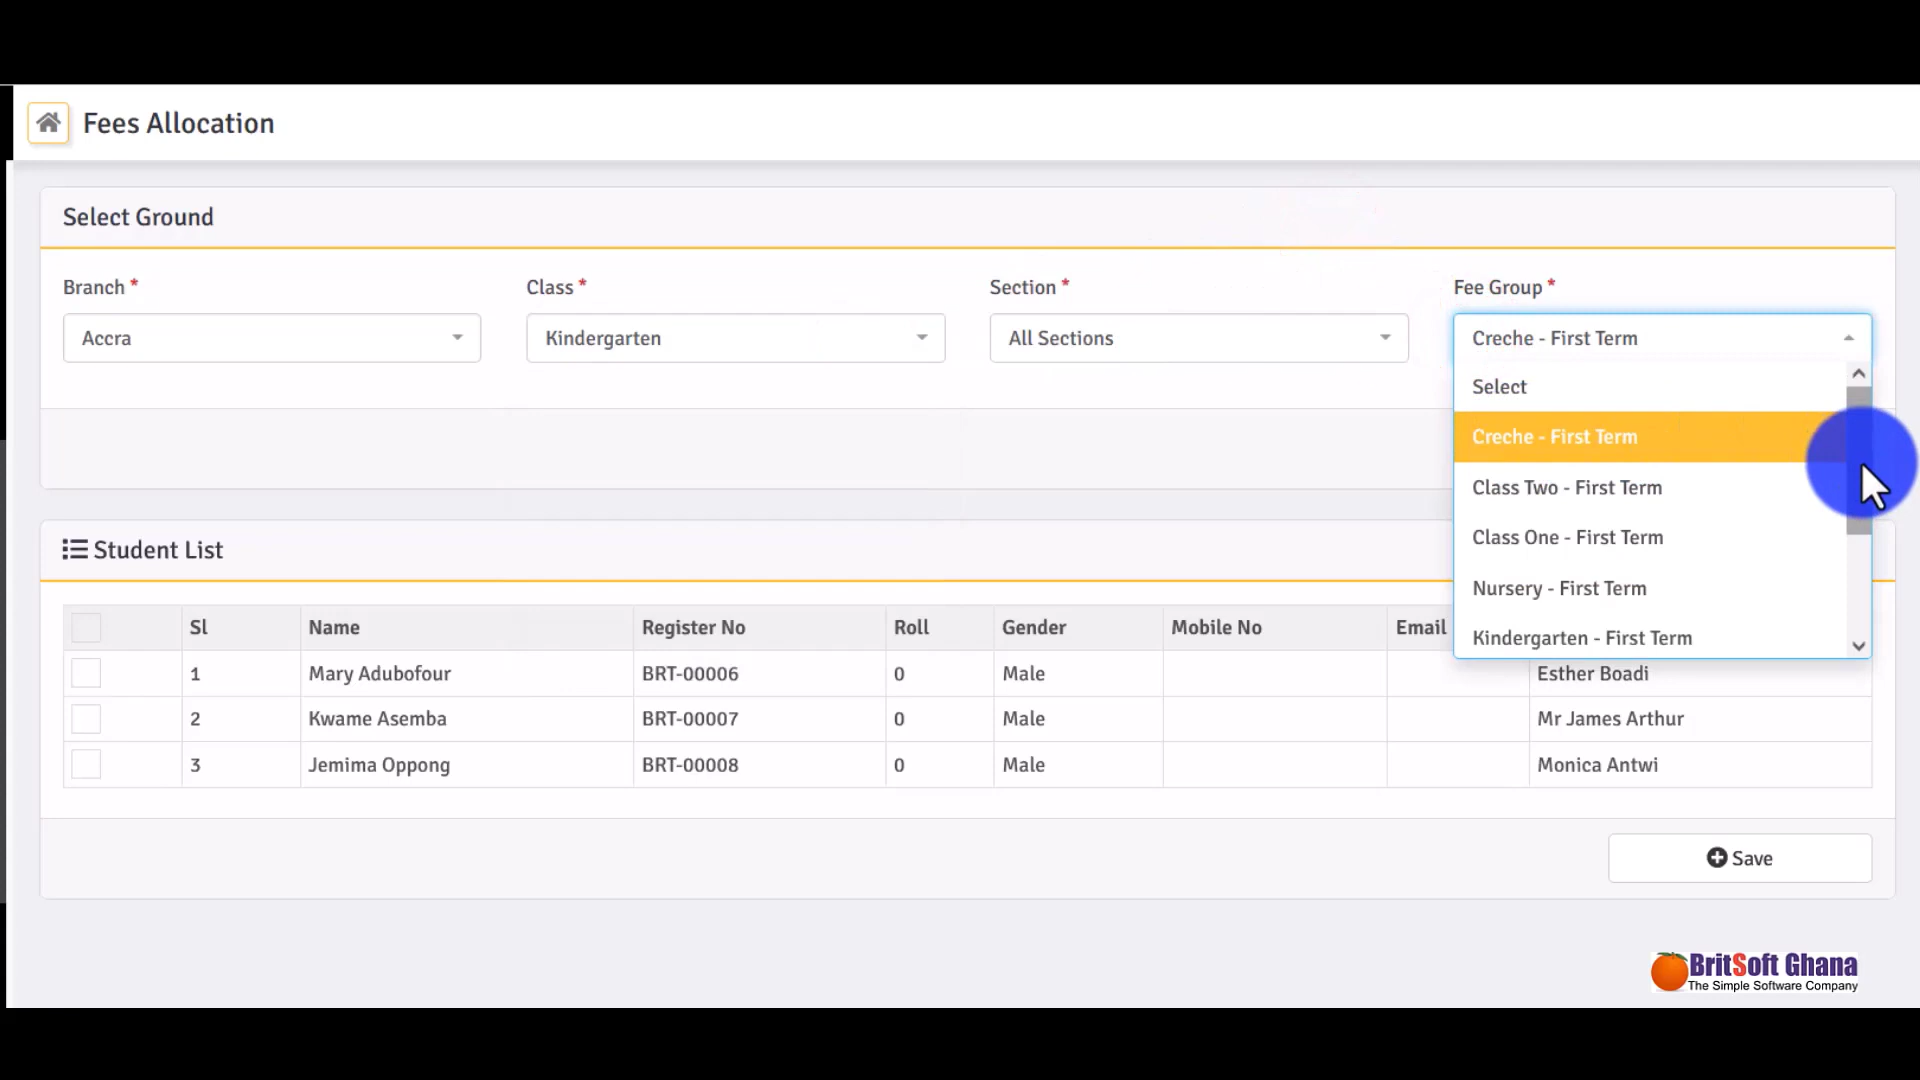 Fees Allocation
Select Ground
Branch * Class * Section * Fee Group *
Accra Kindergarten All Sections Creche - First Term
Select
Creche - First Term
Class Two - First Term
Class One - First Term
Nursery - First Term
Kindergarten - First Term
Student List
Sl Name Register No Roll Gender Mobile No Email
1 Mary Adubofour BRT-00006 0 Male Esther Boadi
2 Kwame Asemba BRT-00007 0 Male Mr James Arthur
3 Jemima Oppong BRT-00008 0 Male Monica Antwi
Save
BritSoft Ghana
The Simple Software Company